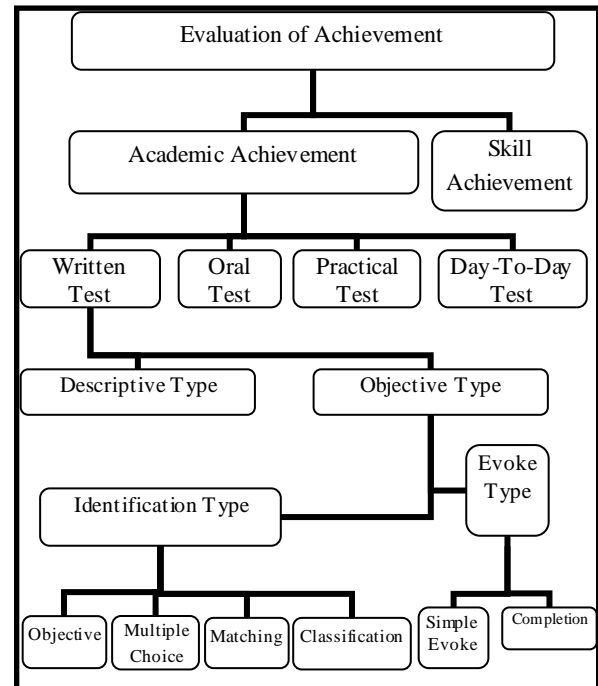 Evaluation of Achievement
Academic Achievement
Skill
Achievement
Written
Test
Oral
Test
Practical
Test
Day-To-Day
Test
Descriptive Type
Objective Type
Evoke
Type
Identification Type
Objective
Multiple
Choice
Matching
Classification
Simple
Evoke
Completion